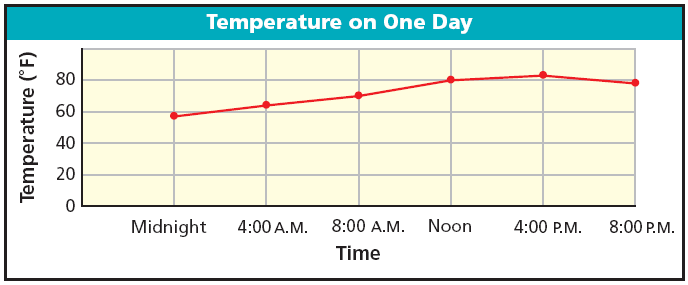 Temperature on One Day
Temperature (°F)
80
60
40
20
0
Midnight 4:00 A.M. 8:00 A.M. Noon 4:00 P.M. 8:00 P.M.
Time